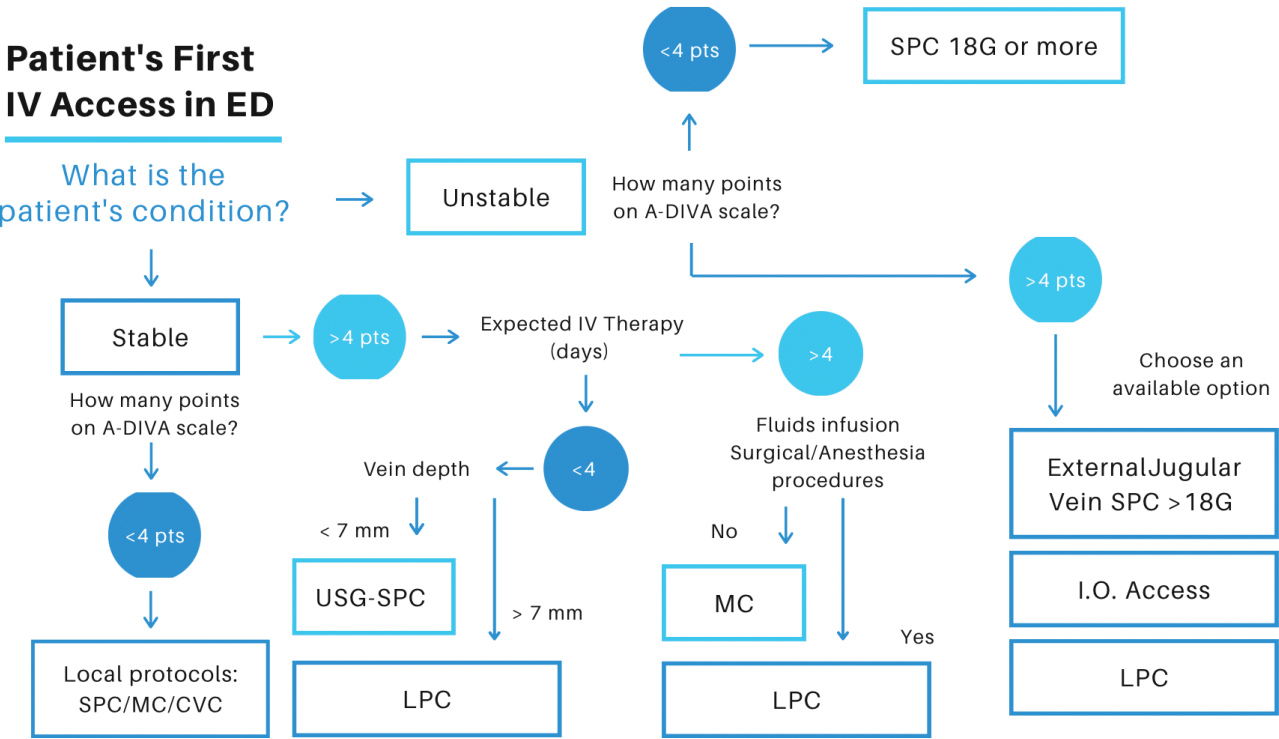 Patient's First
IV Access in ED
What is the
patient's condition?
Unstable
How many points
on A-DIVA scale?
<4 pts
SPC 18G or more
>4 pts
Choose an
available option
ExternalJugular
Vein SPC >18G
I.O. Access
LPC
Stable
>4 pts
Expected IV Therapy
(days)
>4
Fluids infusion
Surgical/Anesthesia
procedures
No
MC
Yes
LPC
<4
Vein depth
< 7 mm
USG-SPC
> 7 mm
LPC
How many points
on A-DIVA scale?
<4 pts
Local protocols:
SPC/MC/CVC